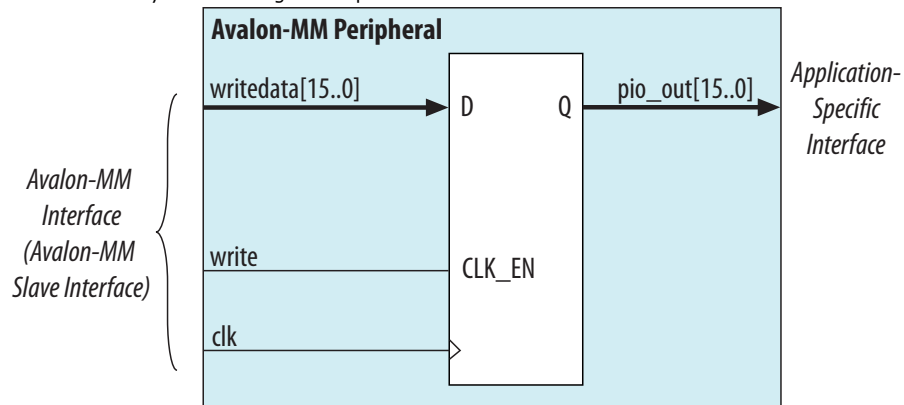 Avalon-MM Peripheral
writedata[15..0]
D
Q
pio_out[15..0]
Application-
Specific
Interface
Avalon-MM
Interface
(Avalon-MM
Slave Interface)
write
CLK_EN
clk